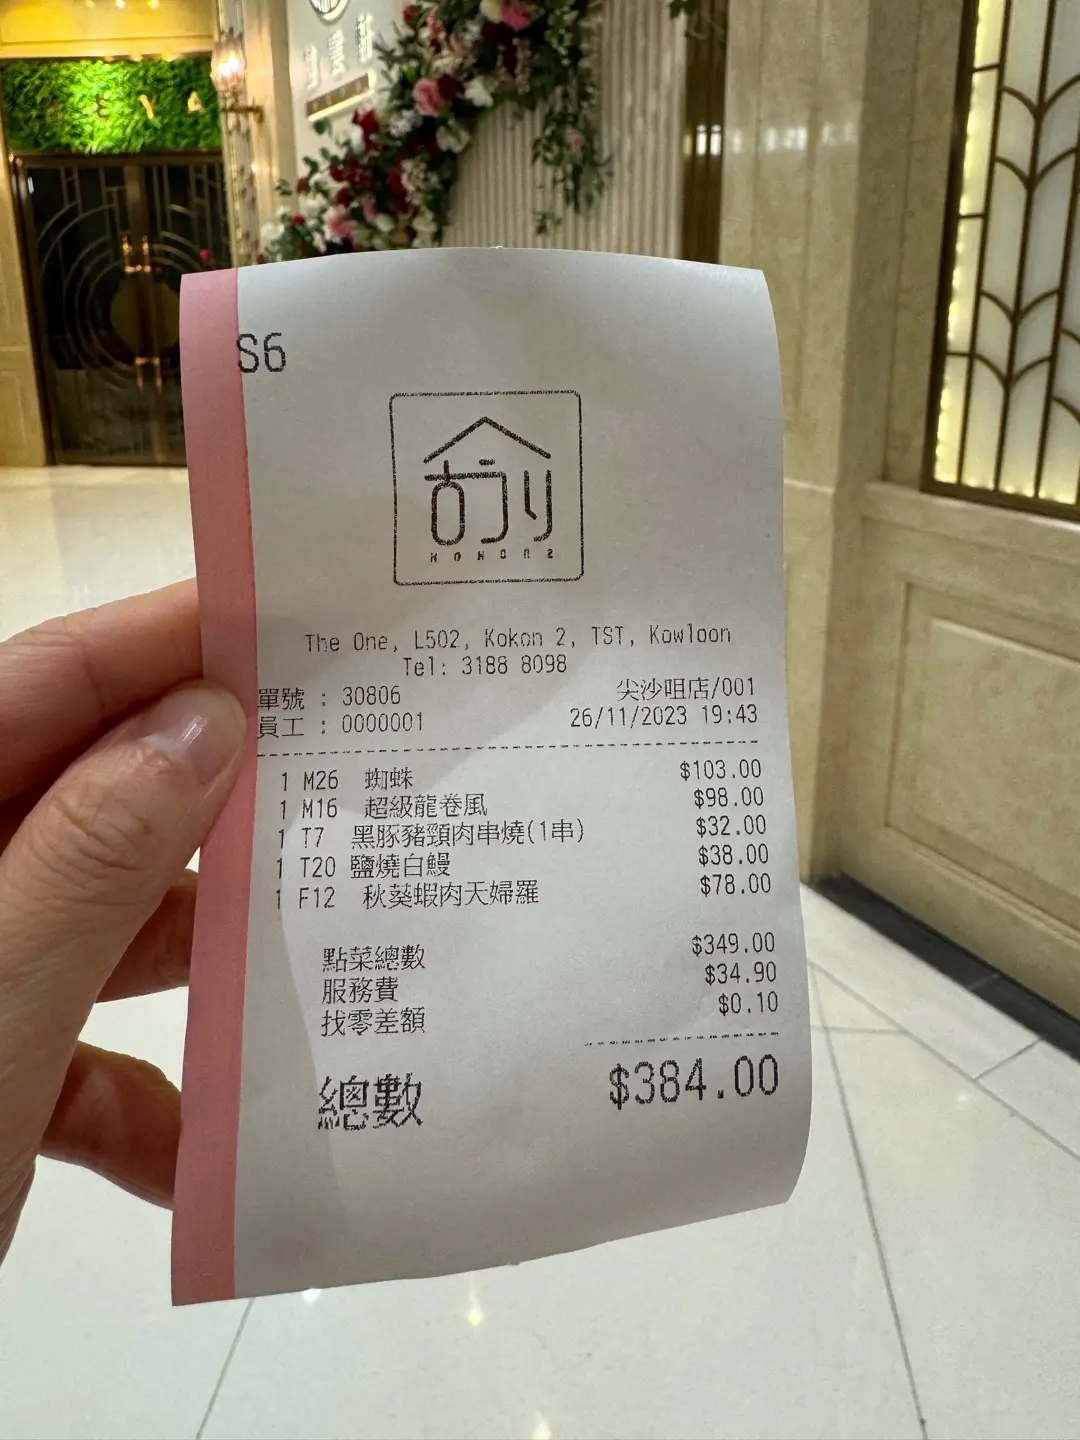 EYA
S6
古今り
KOKON2
The One, L502, Kokon 2, TST, Kowloon
Tel: 3188 8098
單號 : 30806 尖沙咀店/001
員工 : 0000001 26/11/2023 19:43
1 M26 蜘蛛 $103.00
1 M16 超級龍卷風 $98.00
1 T7 黑豚豬頸肉串燒(1串) $32.00
1 T20 鹽燒白鰻 $38.00
1 F12 秋葵蝦肉天婦羅 $78.00
點菜總數 $349.00
服務費 $34.90
找零差額 $0.10
總數 $384.00